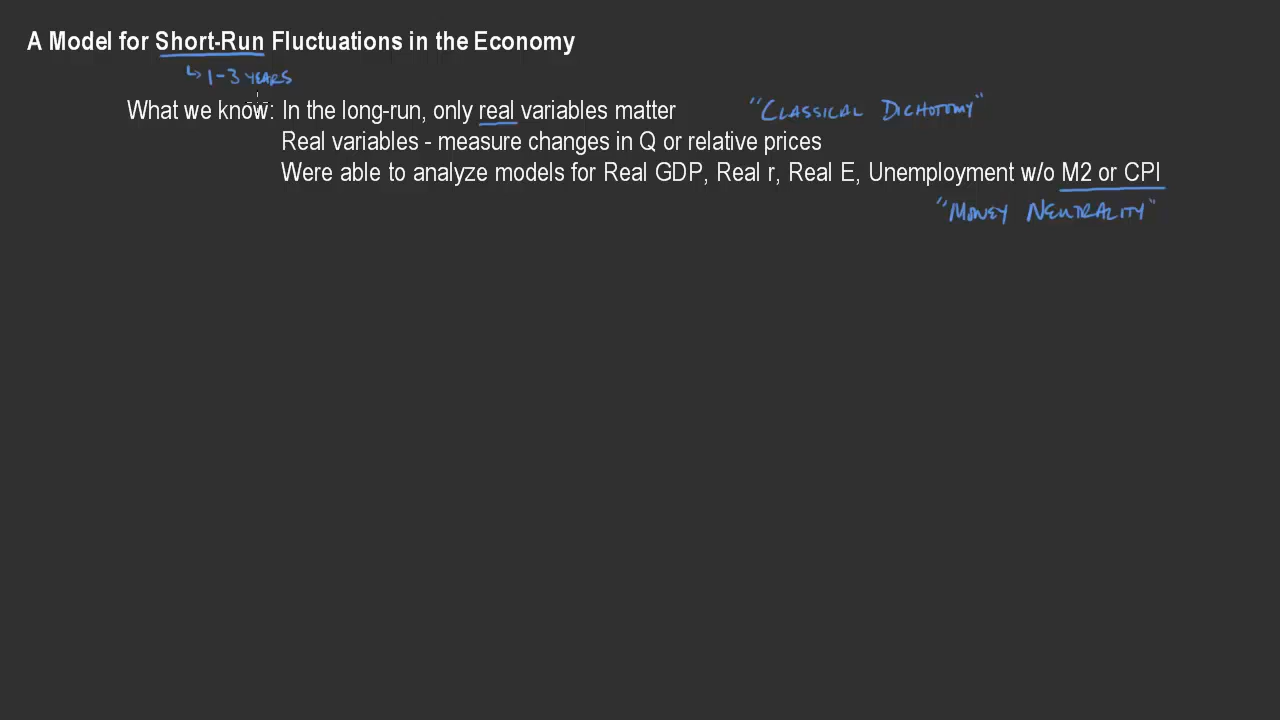 A Model for Short-Run Fluctuations in the Economy
↳ 1-3 YEARS
What we know: In the long-run, only real variables matter "CLASSICAL DICHOTOMY"
Real variables - measure changes in Q or relative prices
Were able to analyze models for Real GDP, Real r, Real E, Unemployment w/o M2 or CPI
"MONEY NEUTRALITY"